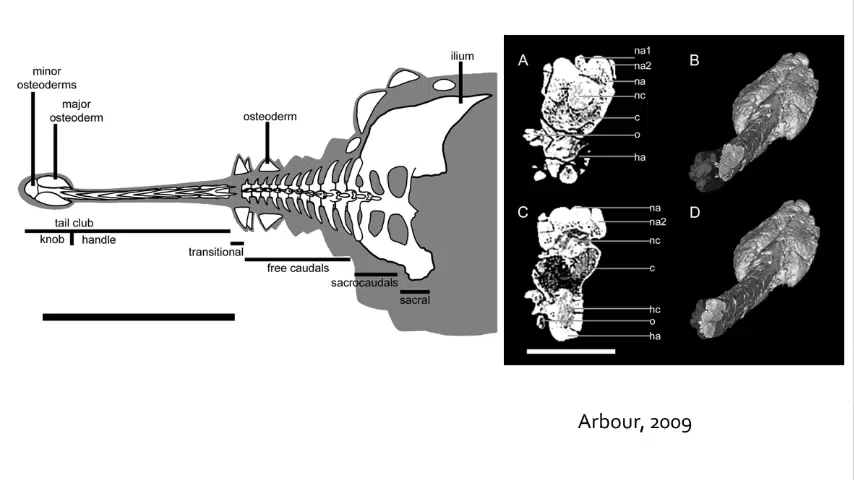 ilium
minor
osteoderms
major
osteoderm
osteoderm
tail club
knob
handle
transitional
free caudals
sacrocaudals
sacral
A
na1
na2
na
nc
c
o
ha
B
C
na
na2
nc
c
hc
o
ha
D
Arbour, 2009